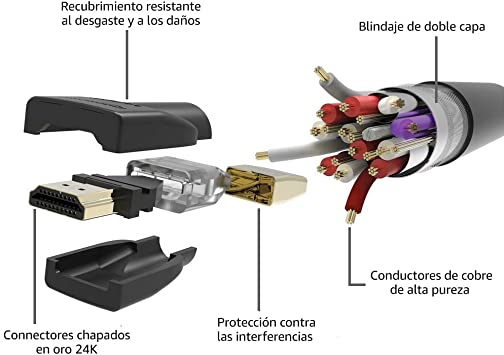 Recubrimiento resistante
al desgaste y a los daños
Blindaje de doble capa
Conductores de cobre
de alta pureza
Protección contra
las interferencias
Connectores chapados
en oro 24K